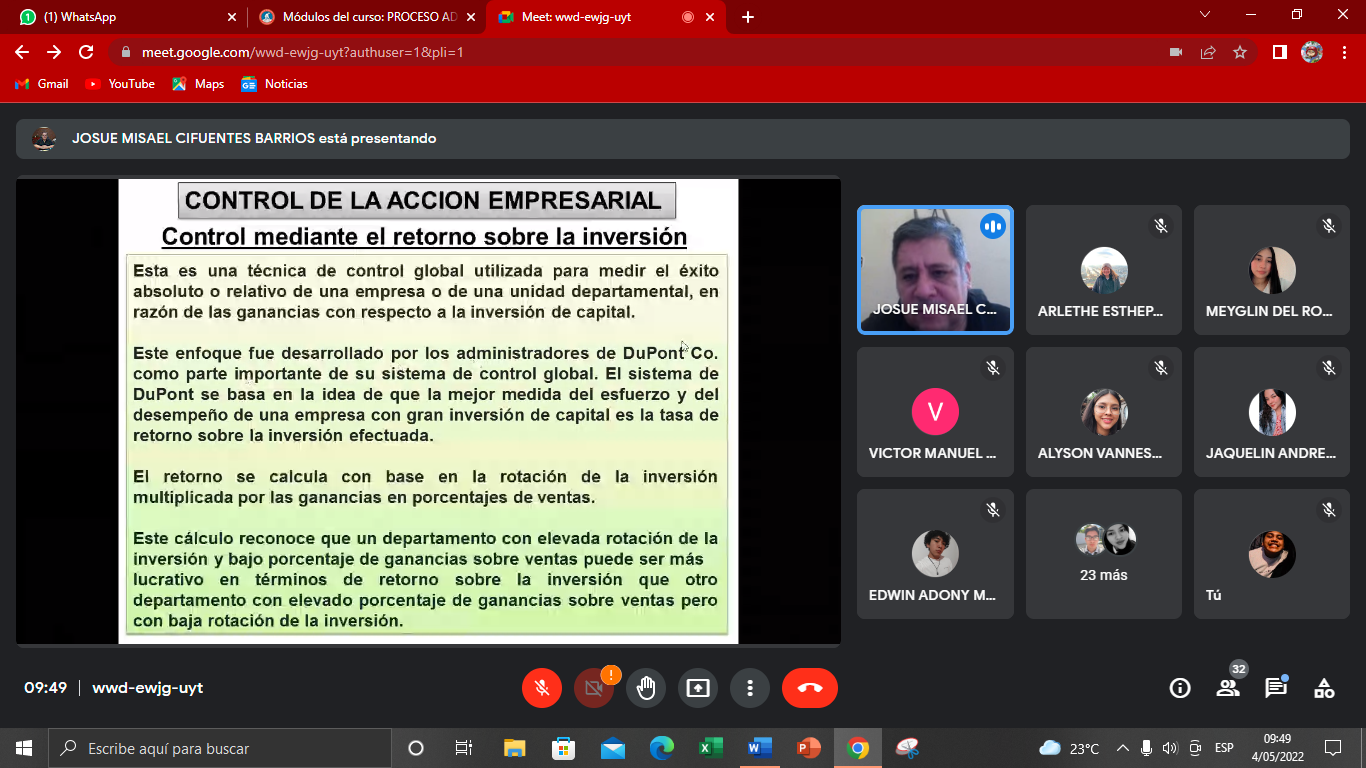 (1) WhatsApp
Módulos del curso: PROCESO AD
Meet: wwd-ewjg-uyt
meet.google.com/wwd-ewjg-uyt?authuser=1&pli=1
Gmail
YouTube
Maps
Noticias
JOSUE MISAEL CIFUENTES BARRIOS está presentando
CONTROL DE LA ACCION EMPRESARIAL
Control mediante el retorno sobre la inversión
Esta es una técnica de control global utilizada para medir el éxito
absoluto o relativo de una empresa o de una unidad departamental, en
razón de las ganancias con respecto a la inversión de capital.
Este enfoque fue desarrollado por los administradores de DuPont Co.
como parte importante de su sistema de control global. El sistema de
DuPont se basa en la idea de que la mejor medida del esfuerzo y del
desempeño de una empresa con gran inversión de capital es la tasa de
retorno sobre la inversión efectuada.
El retorno se calcula con base en la rotación de la inversión
multiplicada por las ganancias en porcentajes de ventas.
Este cálculo reconoce que un departamento con elevada rotación de la
inversión y bajo porcentaje de ganancias sobre ventas puede ser más
lucrativo en términos de retorno sobre la inversión que otro
departamento con elevado porcentaje de ganancias sobre ventas pero
con baja rotación de la inversión.
JOSUE MISAEL C...
ARLETHE ESTHEP...
MEYGLIN DEL RO...
V
VICTOR MANUEL ...
ALYSON VANNES...
JAQUELIN ANDRE...
EDWIN ADONY M...
23 más
Tú
09:49
wwd-ewjg-uyt
32
Escribe aquí para buscar
23°C
ESP
09:49
4/05/2022